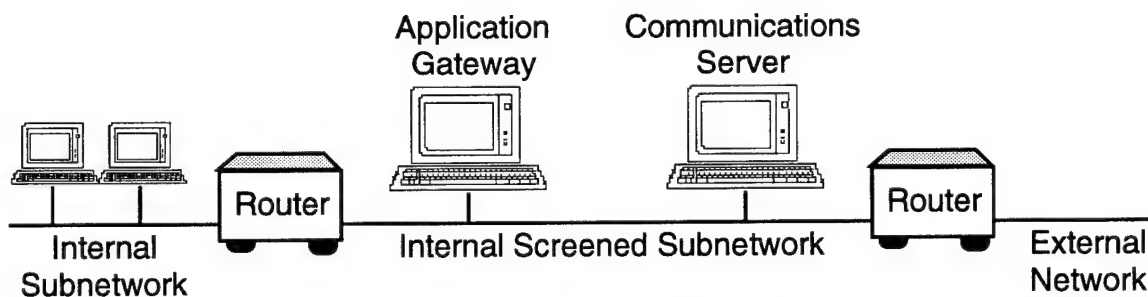 Application
Gateway
Communications
Server
Router
Router
Internal
Subnetwork
Internal Screened Subnetwork
External
Network